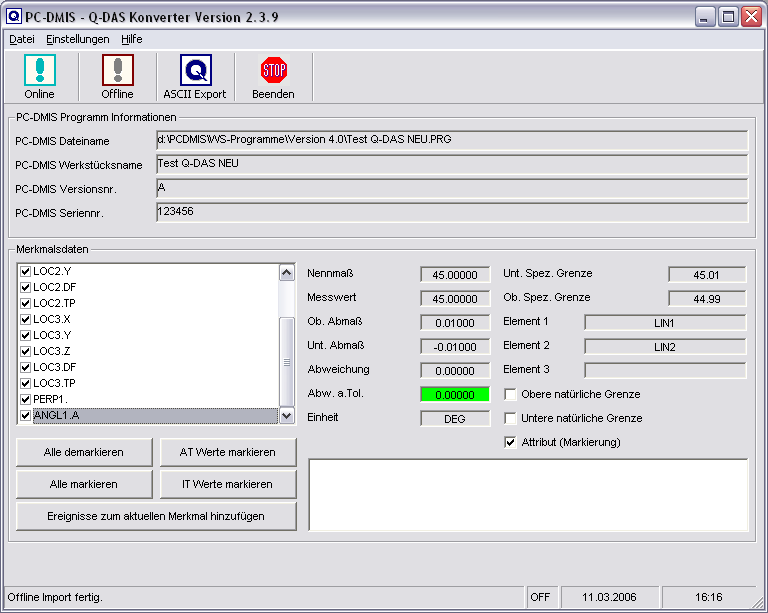 PC-DMIS - Q-DAS Konverter Version 2.3.9
Datei Einstellungen Hilfe
Online Offline ASCII Export STOP Beenden
PC-DMIS Programm Informationen
PC-DMIS Dateiname d:\PCDMIS\WS-Programme\Version 4.0\Test Q-DAS NEU.PRG
PC-DMIS Werkstücksname Test Q-DAS NEU
PC-DMIS Versionsnr. A
PC-DMIS Seriennr. 123456
Merkmalsdaten
LOC2.Y
LOC2.DF
LOC2.TP
LOC3.X
LOC3.Y
LOC3.Z
LOC3.DF
LOC3.TP
PERP1.
ANGL1.A
Nennmaß 45.00000 Unt. Spez. Grenze 45.01
Messwert 45.00000 Ob. Spez. Grenze 44.99
Ob. Abmaß 0.01000 Element 1 LIN1
Unt. Abmaß -0.01000 Element 2 LIN2
Abweichung 0.00000 Element 3
Abw. a.Tol. 0.00000 Obere natürliche Grenze
Einheit DEG Untere natürliche Grenze
Attribut (Markierung)
Alle demarkieren AT Werte markieren
Alle markieren IT Werte markieren
Ereignisse zum aktuellen Merkmal hinzufügen
Offline Import fertig. OFF 11.03.2006 16:16